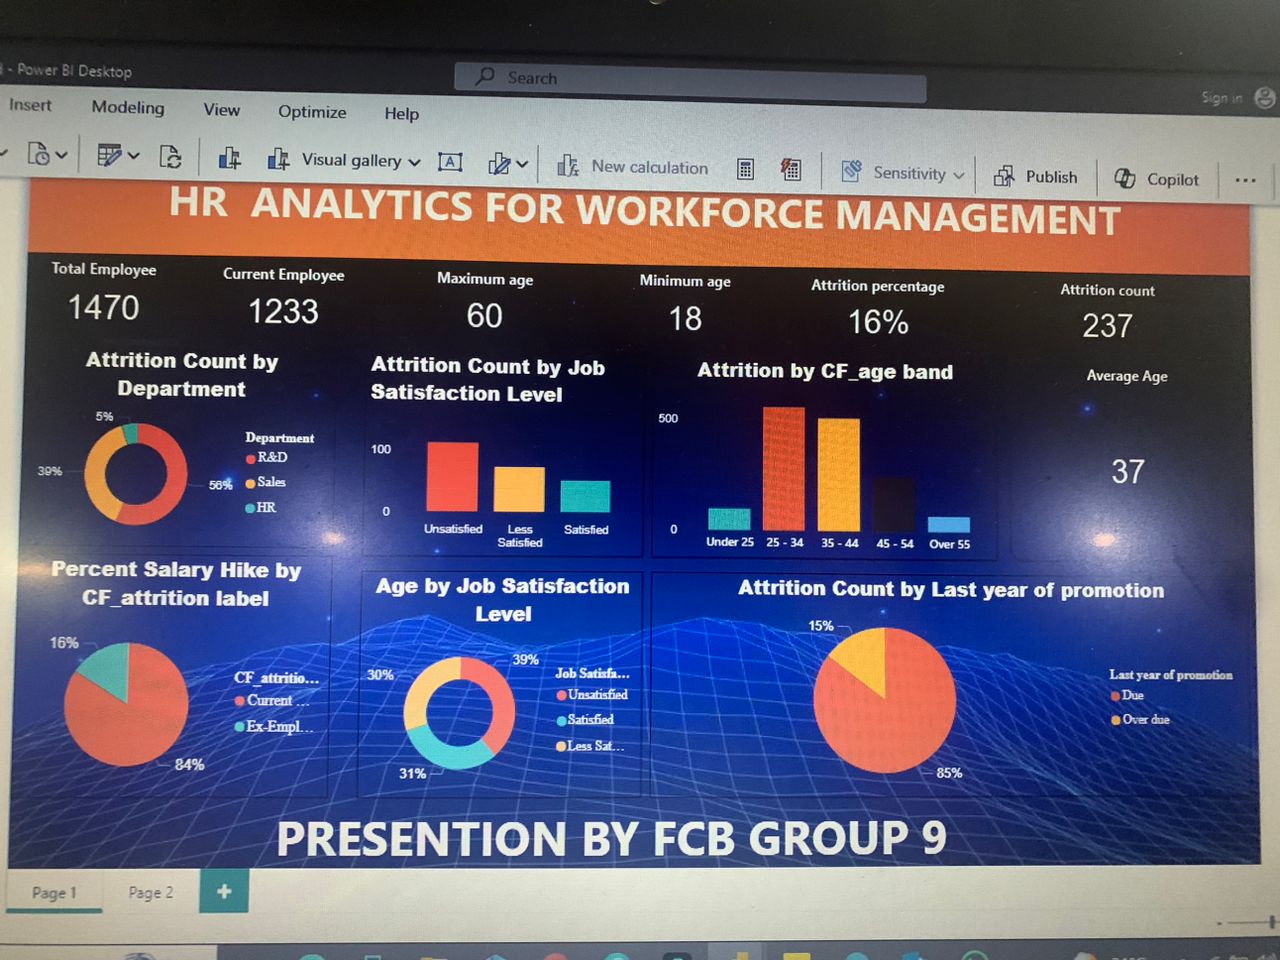 - Power BI Desktop
Search
Sign in
Insert
Modeling
View
Optimize
Help
Visual gallery
New calculation
Sensitivity
Publish
Copilot
HR ANALYTICS FOR WORKFORCE MANAGEMENT
Total Employee
1470
Current Employee
1233
Maximum age
60
Minimum age
18
Attrition percentage
16%
Attrition count
237
Attrition Count by
Department
5%
39%
56%
Department
R&D
Sales
HR
Attrition Count by Job
Satisfaction Level
100
0
Unsatisfied
Less
Satisfied
Satisfied
Attrition by CF_age band
500
0
Under 25
25 - 34
35 - 44
45 - 54
Over 55
Average Age
37
Percent Salary Hike by
CF_attrition label
16%
84%
CF_attritio...
Current ...
Ex-Empl...
Age by Job Satisfaction
Level
39%
30%
31%
Job Satisfa...
Unsatisfied
Satisfied
Less Sat...
Attrition Count by Last year of promotion
15%
85%
Last year of promotion
Due
Over due
PRESENTION BY FCB GROUP 9
Page 1
Page 2